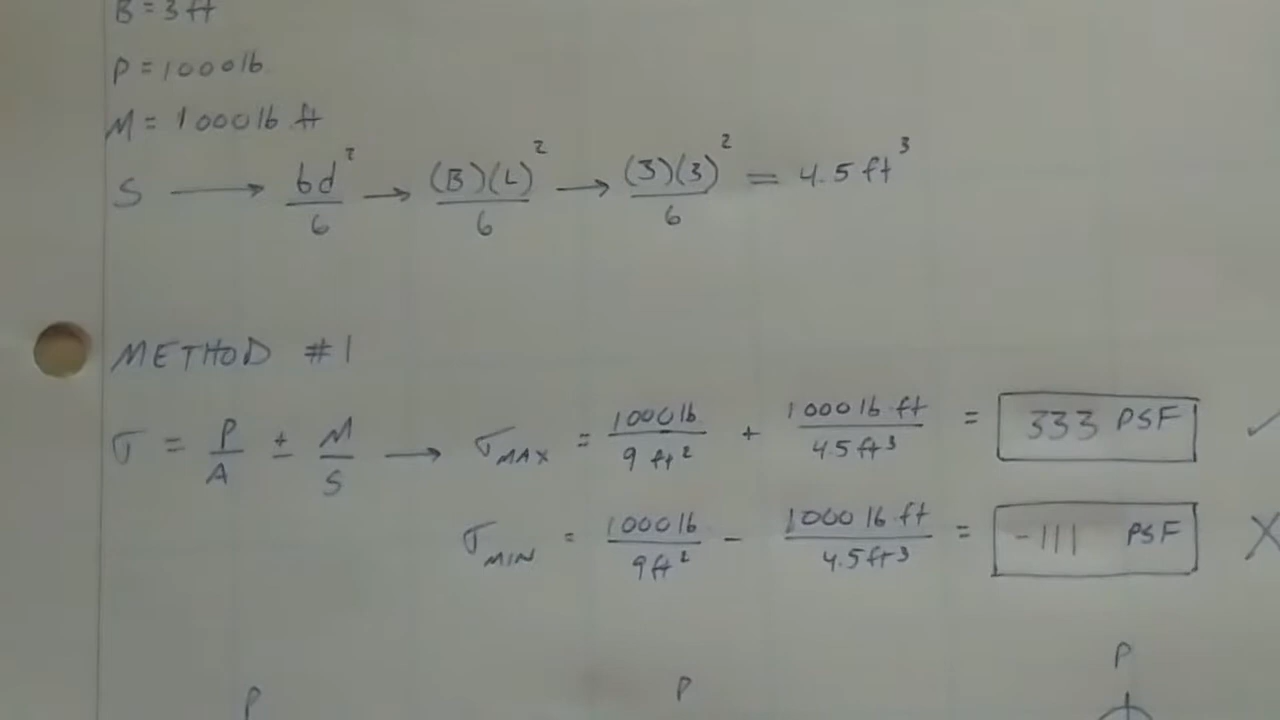 B = 3 ft
P = 1000 lb
M = 1000 lb ft
S → bd²/6 → (B)(L)²/6 → (3)(3)²/6 = 4.5 ft³
METHOD #1
σ = P/A ± M/S → σMAX = 1000 lb/9 ft² + 1000 lb ft/4.5 ft³ = 333 PSF ✓
σMIN = 1000 lb/9 ft² - 1000 lb ft/4.5 ft³ = -111 PSF X
P P P